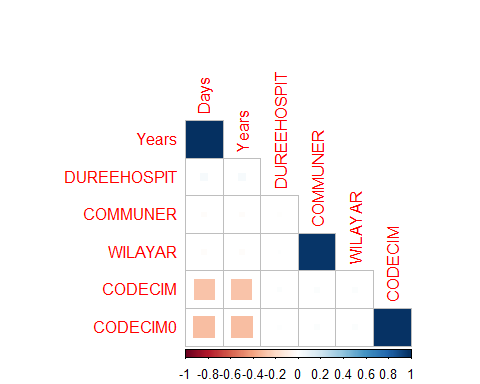 Days
Years
DUREEHOSPIT
COMMUNER
WILAYAR
CODECIM
Years
DUREEHOSPIT
COMMUNER
WILAYAR
CODECIM
CODECIM0
-1 -0.8 -0.6 -0.4 -0.2 0 0.2 0.4 0.6 0.8 1